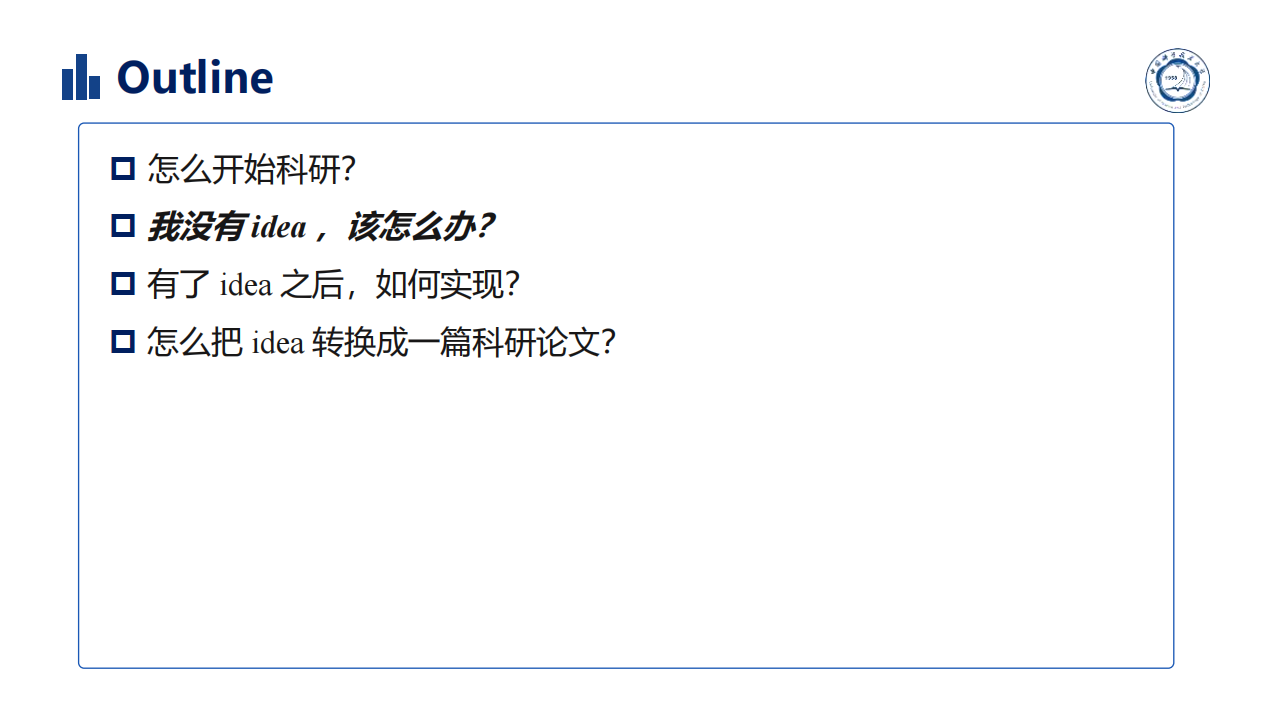 Outline
1958
怎么开始科研？
我没有 idea ，该怎么办？
有了 idea 之后，如何实现？
怎么把 idea 转换成一篇科研论文？